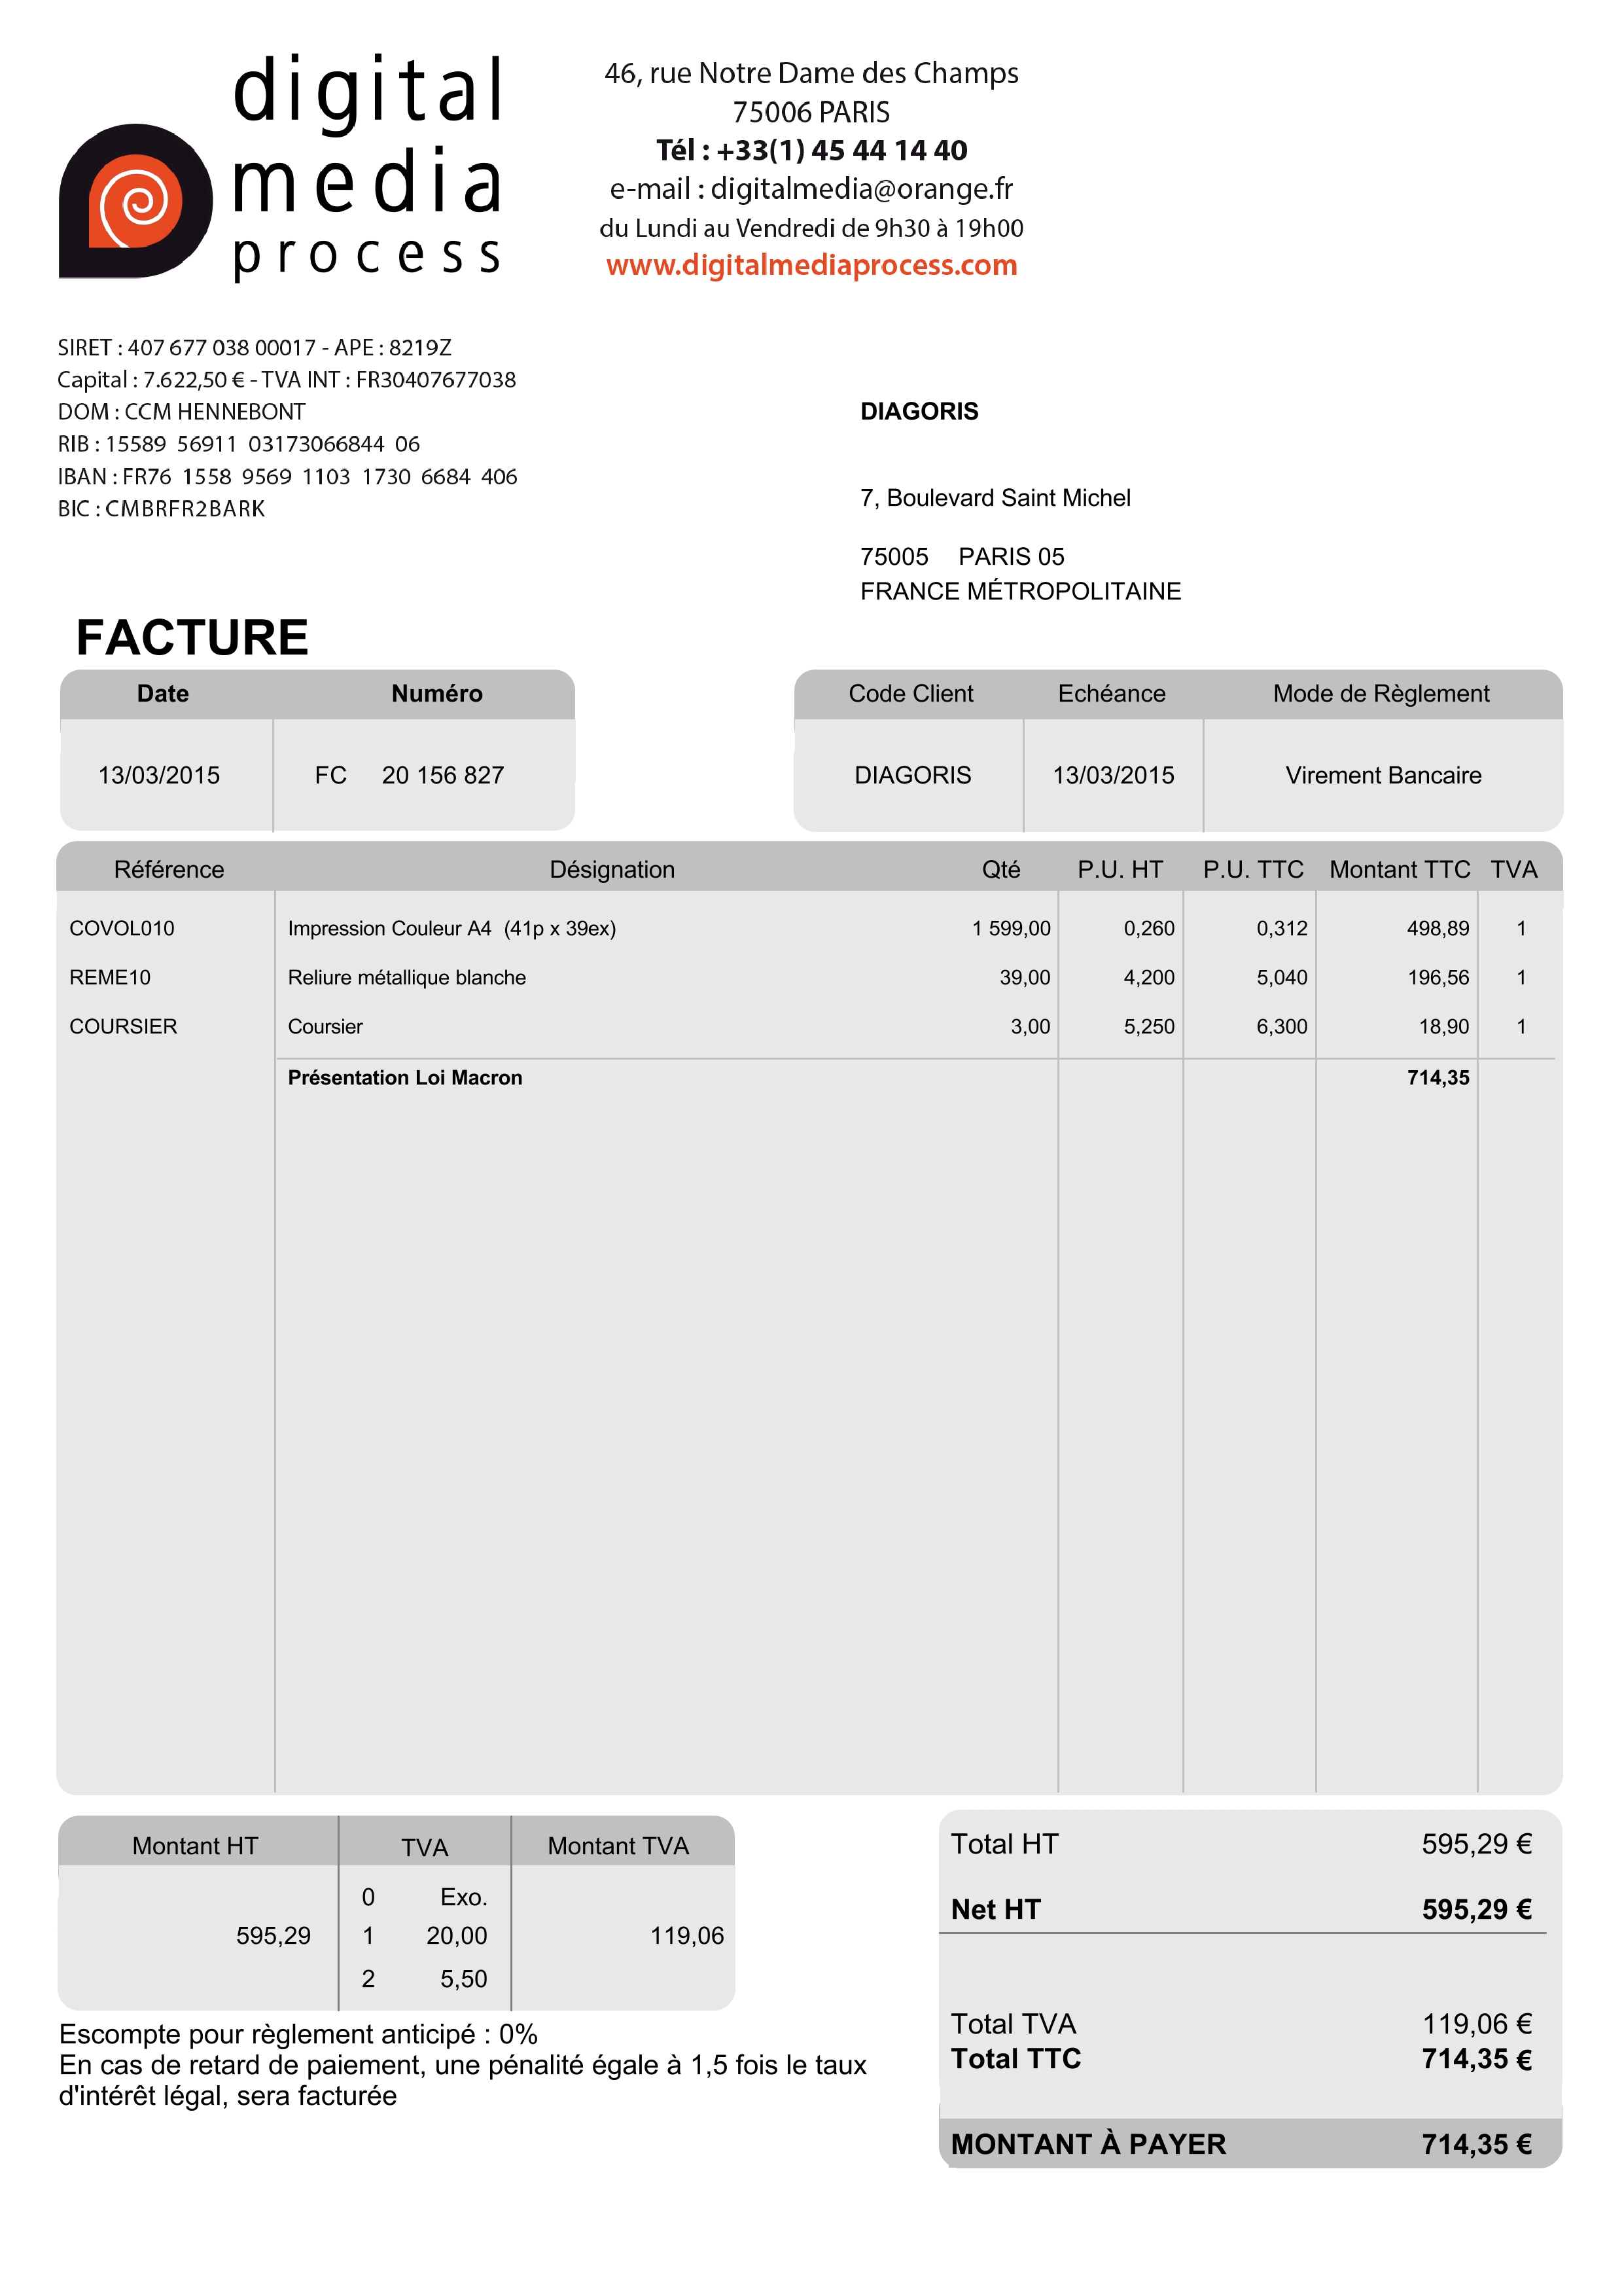 digital
media
process
46, rue Notre Dame des Champs
75006 PARIS
Tél : +33(1) 45 44 14 40
e-mail : digitalmedia@orange.fr
du Lundi au Vendredi de 9h30 à 19h00
www.digitalmediaprocess.com
SIRET : 407 677 038 00017 - APE : 8219Z
Capital : 7.622,50 € - TVA INT : FR30407677038
DOM : CCM HENNEBONT
RIB : 15589 56911 03173066844 06
IBAN : FR76 1558 9569 1103 1730 6684 406
BIC : CMBRFR2BARK
DIAGORIS
7, Boulevard Saint Michel
75005 PARIS 05
FRANCE MÉTROPOLITAINE
FACTURE
Date Numéro
13/03/2015 FC 20 156 827
Code Client Echéance Mode de Règlement
DIAGORIS 13/03/2015 Virement Bancaire
Référence Désignation Qté P.U. HT P.U. TTC Montant TTC TVA
COVOL010 Impression Couleur A4 (41p x 39ex) 1 599,00 0,260 0,312 498,89 1
REME10 Reliure métallique blanche 39,00 4,200 5,040 196,56 1
COURSIER Coursier 3,00 5,250 6,300 18,90 1
Présentation Loi Macron 714,35
Montant HT TVA Montant TVA
0 Exo.
595,29 1 20,00 119,06
2 5,50
Escompte pour règlement anticipé : 0%
En cas de retard de paiement, une pénalité égale à 1,5 fois le taux
d'intérêt légal, sera facturée
Total HT 595,29 €
Net HT 595,29 €
Total TVA 119,06 €
Total TTC 714,35 €
MONTANT À PAYER 714,35 €